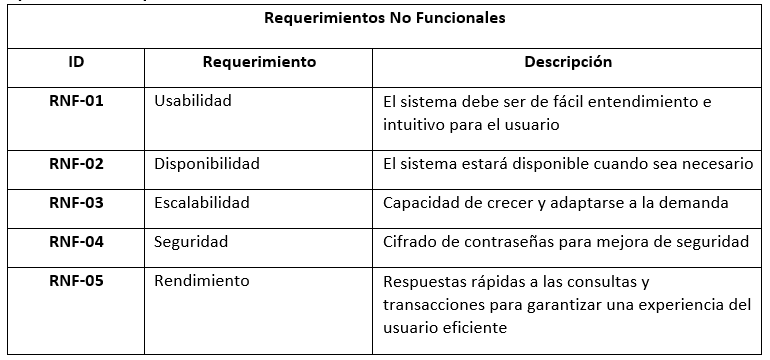 Requerimientos No Funcionales
ID Requerimiento Descripción
RNF-01 Usabilidad El sistema debe ser de fácil entendimiento e
intuitivo para el usuario
RNF-02 Disponibilidad El sistema estará disponible cuando sea necesario
RNF-03 Escalabilidad Capacidad de crecer y adaptarse a la demanda
RNF-04 Seguridad Cifrado de contraseñas para mejora de seguridad
RNF-05 Rendimiento Respuestas rápidas a las consultas y
transacciones para garantizar una experiencia del
usuario eficiente